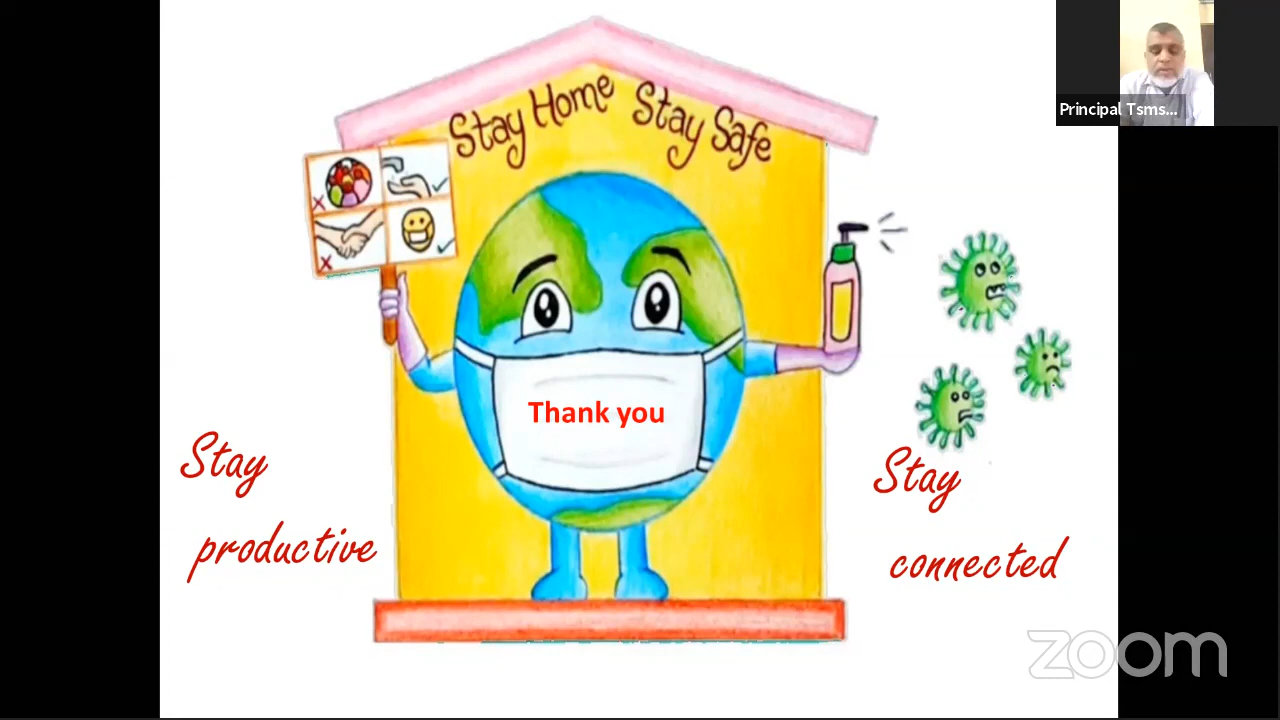 Principal Tsms...
Stay Home Stay Safe
Thank you
Stay
productive
Stay
connected
zoom